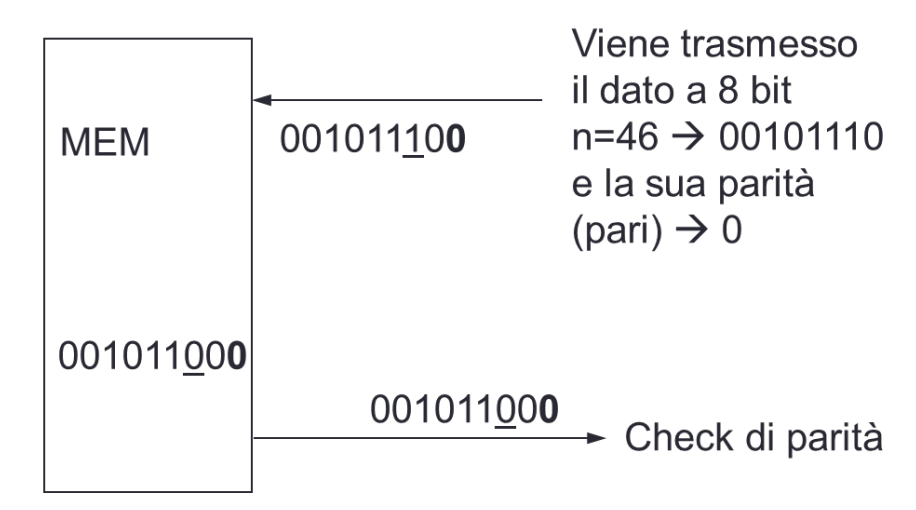 Viene trasmesso
il dato a 8 bit
n=46 → 00101110
e la sua parità
(pari) → 0
MEM
001011100
001011000
001011000
Check di parità